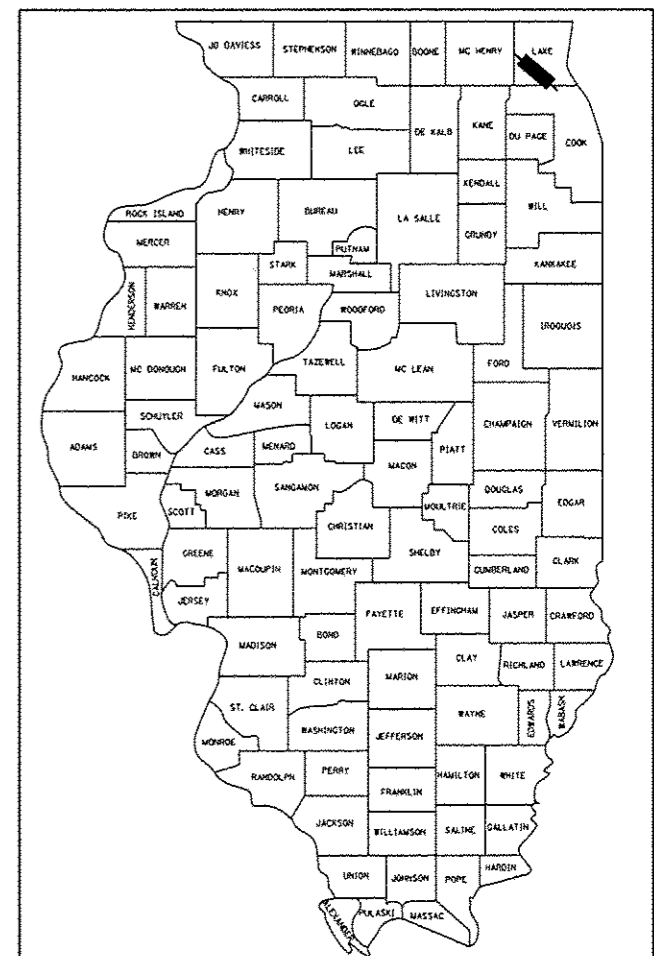 JO DAVIESS STEPHENSON WINNEBAGO BOONE MC HENRY LAKE
CARROLL OGLE
DE KALB KANE DU PAGE COOK
WHITESIDE LEE
KENDALL WILL
ROCK ISLAND HENRY BUREAU LA SALLE GRUNDY
MERCER PUTNAM
STARK MARSHALL KANKAKEE
HENDERSON WARREN KNOX PEORIA WOODFORD LIVINGSTON IROQUOIS
HANCOCK MC DONOUGH FULTON TAZEWELL MC LEAN FORD
MASON
SCHUYLER LOGAN DE WITT CHAMPAIGN VERMILION
ADAMS BROWN CASS MENARD MACON PIATT
PIKE SCOTT MORGAN SANGAMON DOUGLAS EDGAR
CHRISTIAN MOULTRIE COLES
CALHOUN GREENE MACOUPIN MONTGOMERY SHELBY CUMBERLAND CLARK
JERSEY
FAYETTE EFFINGHAM JASPER CRAWFORD
MADISON BOND
CLAY RICHLAND LAWRENCE
CLINTON MARION
ST. CLAIR WAYNE EDWARDS WABASH
MONROE WASHINGTON JEFFERSON
RANDOLPH PERRY HAMILTON WHITE
FRANKLIN
JACKSON WILLIAMSON SALINE GALLATIN
UNION JOHNSON POPE HARDIN
ALEXANDER PULASKI MASSAC